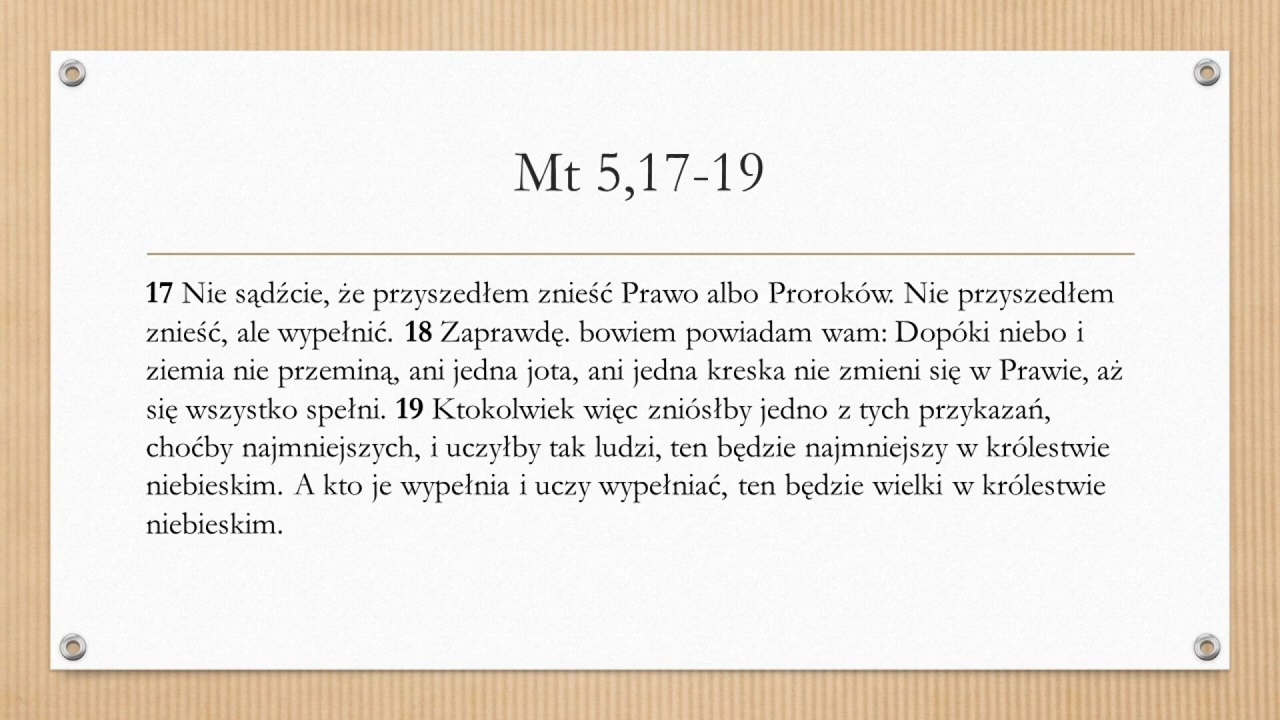 Mt 5,17-19
17 Nie sądźcie, że przyszedłem znieść Prawo albo Proroków. Nie przyszedłem
znieść, ale wypełnić. 18 Zaprawdę. bowiem powiadam wam: Dopóki niebo i
ziemia nie przeminą, ani jedna jota, ani jedna kreska nie zmieni się w Prawie, aż
się wszystko spełni. 19 Ktokolwiek więc zniósłby jedno z tych przykazań,
choćby najmniejszych, i uczyłby tak ludzi, ten będzie najmniejszy w królestwie
niebieskim. A kto je wypełnia i uczy wypełniać, ten będzie wielki w królestwie
niebieskim.